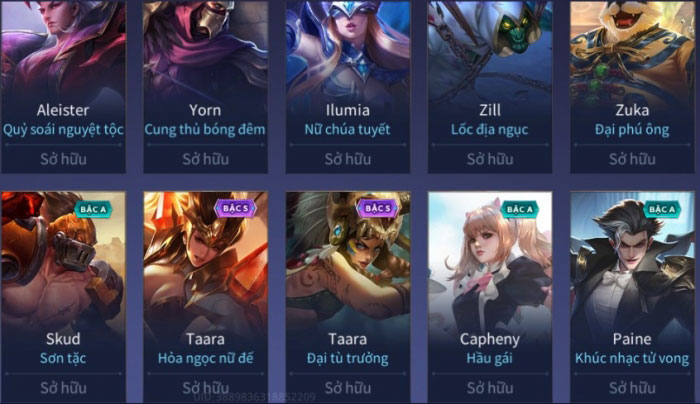 Aleister
Quỷ soái nguyệt tộc
Sở hữu
Yorn
Cung thủ bóng đêm
Sở hữu
Ilumia
Nữ chúa tuyết
Sở hữu
Zill
Lốc địa ngục
Sở hữu
Zuka
Đại phú ông
Sở hữu
BẬC A
Skud
Sơn tặc
Sở hữu
BẬC S
Taara
Hỏa ngọc nữ đế
Sở hữu
BẬC S
Taara
Đại tù trưởng
Sở hữu
BẬC A
Capheny
Hầu gái
Sở hữu
BẬC A
Paine
Khúc nhạc tử vong
Sở hữu
UID:3889836318852209